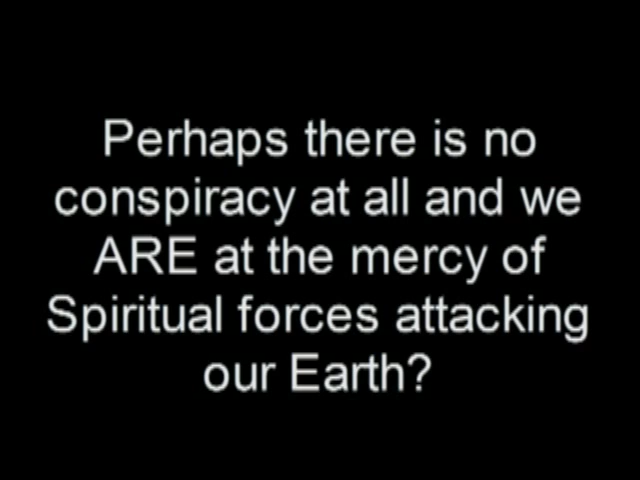 Perhaps there is no
conspiracy at all and we
ARE at the mercy of
Spiritual forces attacking
our Earth?